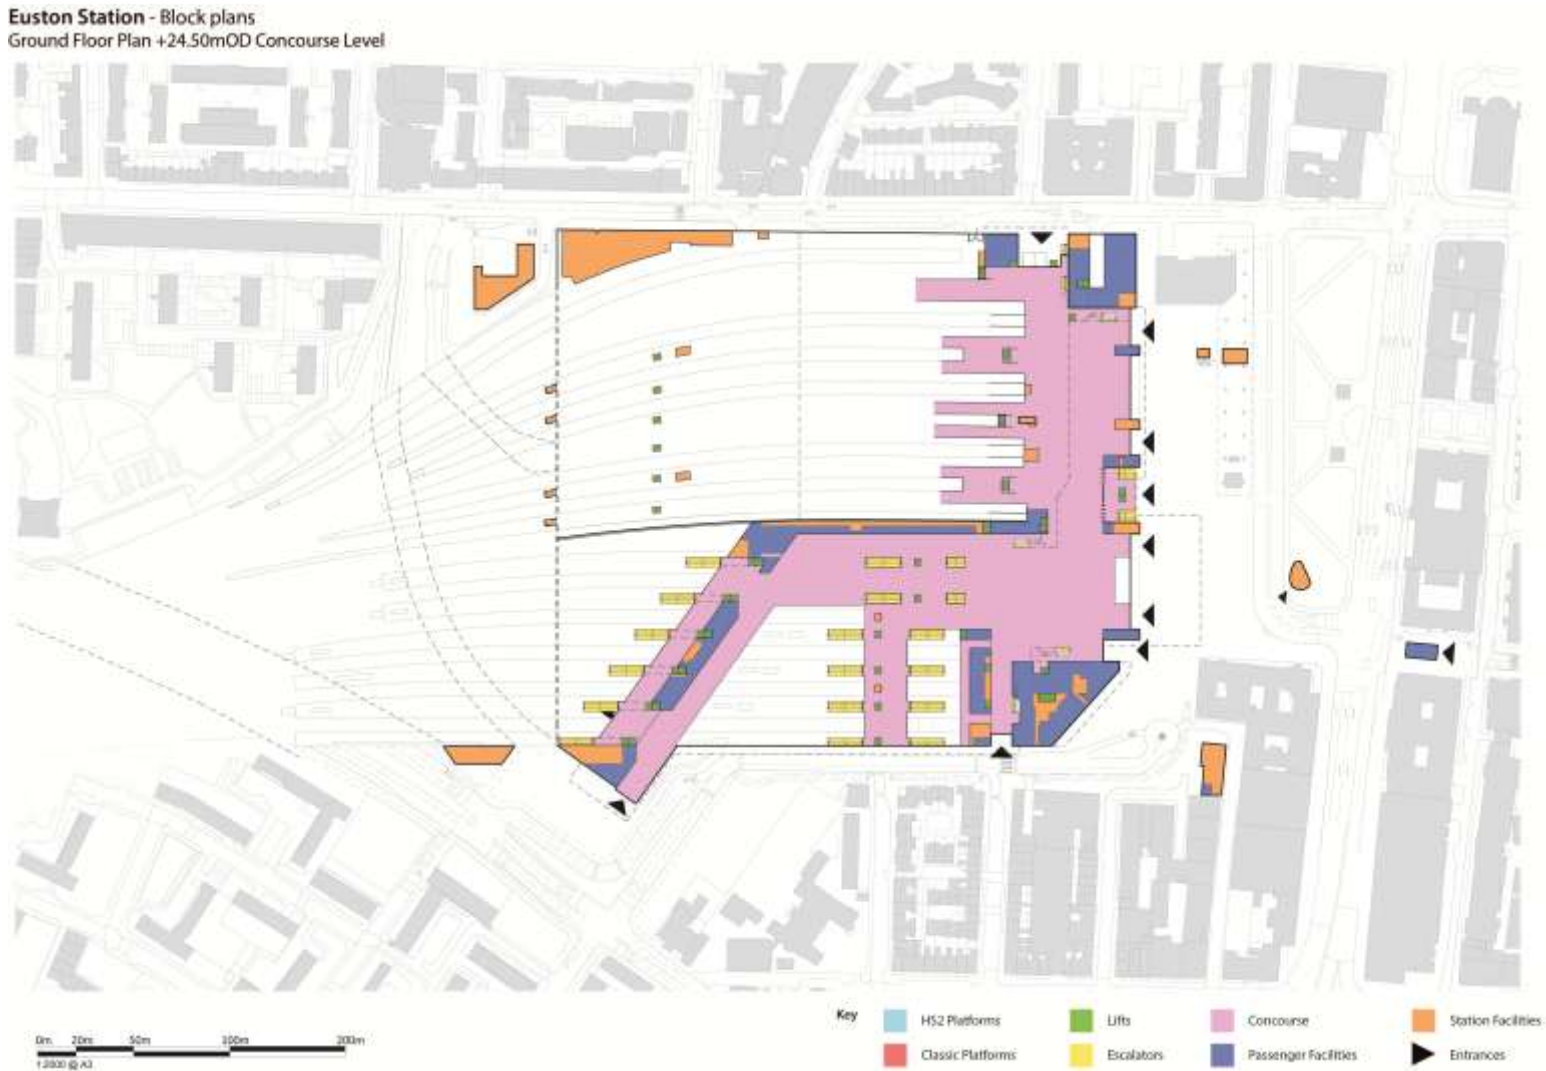 Euston Station - Block plans
Ground Floor Plan +24.50mOD Concourse Level
Key
HS2 Platforms
Lifts
Concourse
Station Facilities
Classic Platforms
Escalators
Passenger Facilities
Entrances
0m 20m 50m 100m 200m
1:2000 @ A3